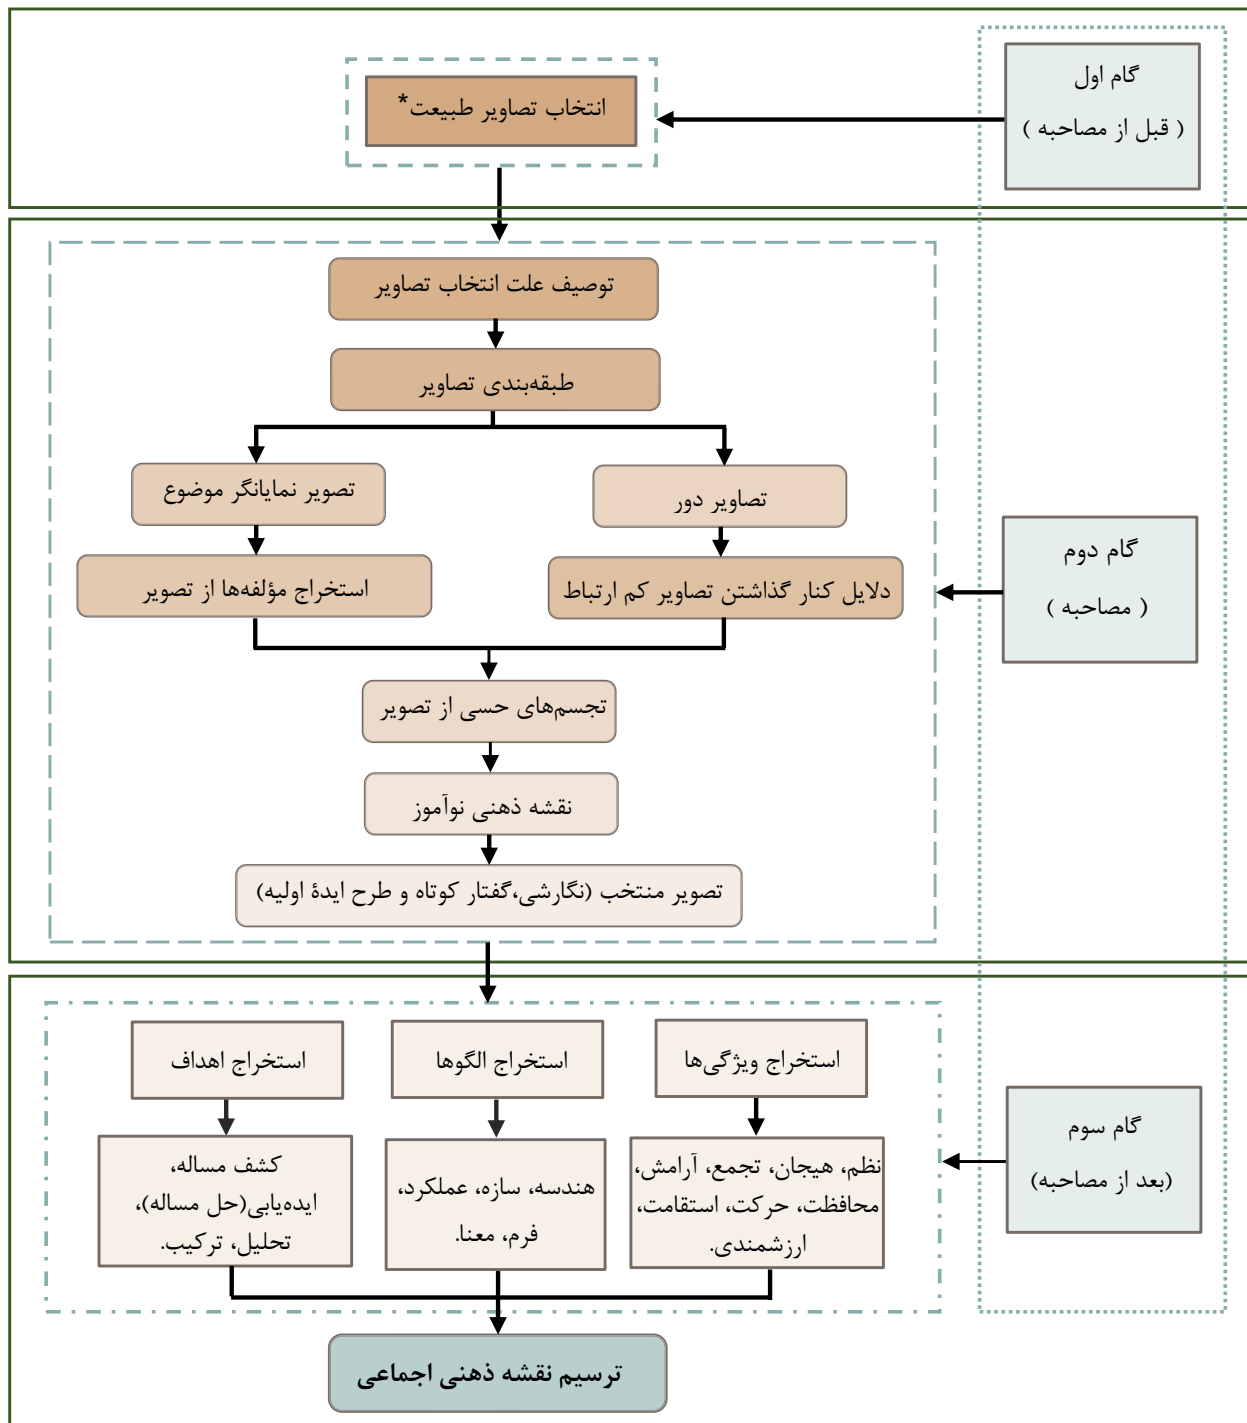 گام اول
( قبل از مصاحبه )
انتخاب تصاویر طبیعت*
توصیف علت انتخاب تصاویر
طبقه‌بندی تصاویر
تصاویر دور
تصویر نمایانگر موضوع
دلایل کنار گذاشتن تصاویر کم ارتباط
استخراج مؤلفه‌ها از تصویر
گام دوم
( مصاحبه )
تجسم‌های حسی از تصویر
نقشه ذهنی نوآموز
تصویر منتخب (نگارشی،گفتار کوتاه و طرح ایدۀ اولیه)
گام سوم
(بعد از مصاحبه)
استخراج ویژگی‌ها
استخراج الگوها
استخراج اهداف
نظم، هیجان، تجمع، آرامش،
محافظت، حرکت، استقامت،
ارزشمندی.
هندسه، سازه، عملکرد،
فرم، معنا.
کشف مساله،
ایده‌یابی(حل مساله)،
تحلیل، ترکیب.
ترسیم نقشه ذهنی اجماعی